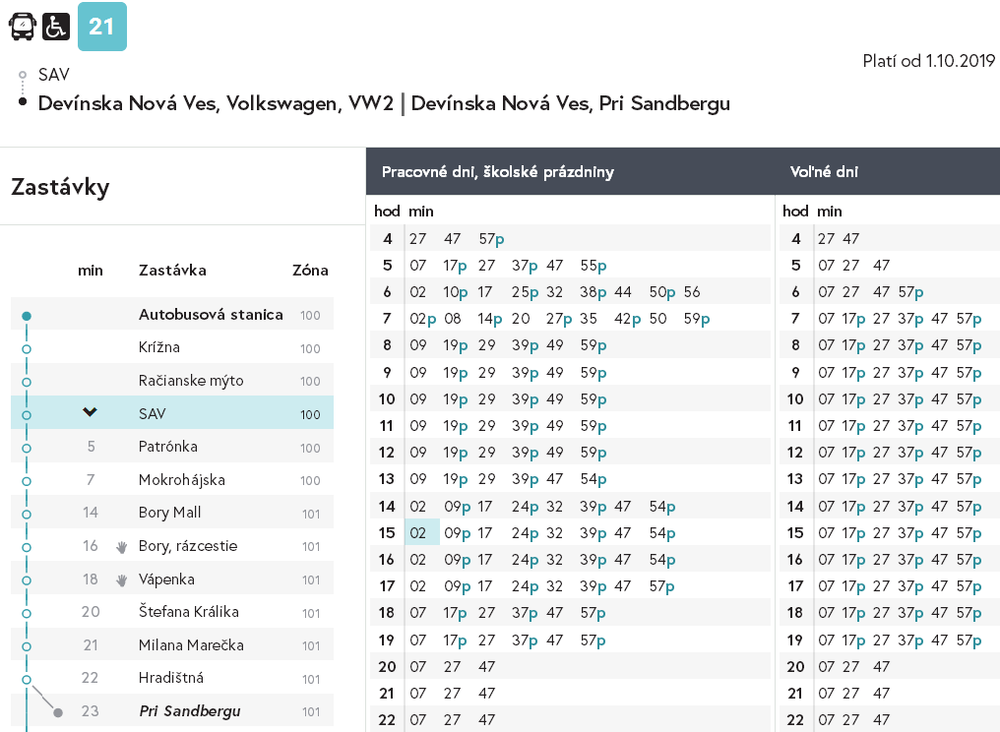 21
Platí od 1.10.2019
SAV
Devínska Nová Ves, Volkswagen, VW2 | Devínska Nová Ves, Pri Sandbergu
Zastávky
min Zastávka Zóna
Autobusová stanica 100
Krížna 100
Račianske mýto 100
SAV 100
5 Patrónka 100
7 Mokrohájska 100
14 Bory Mall 101
16 Bory, rázcestie 101
18 Vápenka 101
20 Štefana Králika 101
21 Milana Marečka 101
22 Hradištná 101
23 Pri Sandbergu 101
Pracovné dni, školské prázdniny
hod min
4 27 47 57p
5 07 17p 27 37p 47 55p
6 02 10p 17 25p 32 38p 44 50p 56
7 02p 08 14p 20 27p 35 42p 50 59p
8 09 19p 29 39p 49 59p
9 09 19p 29 39p 49 59p
10 09 19p 29 39p 49 59p
11 09 19p 29 39p 49 59p
12 09 19p 29 39p 49 59p
13 09 19p 29 39p 47 54p
14 02 09p 17 24p 32 39p 47 54p
15 02 09p 17 24p 32 39p 47 54p
16 02 09p 17 24p 32 39p 47 54p
17 02 09p 17 24p 32 39p 47 57p
18 07 17p 27 37p 47 57p
19 07 17p 27 37p 47 57p
20 07 27 47
21 07 27 47
22 07 27 47
Voľné dni
hod min
4 27 47
5 07 27 47
6 07 27 47 57p
7 07 17p 27 37p 47 57p
8 07 17p 27 37p 47 57p
9 07 17p 27 37p 47 57p
10 07 17p 27 37p 47 57p
11 07 17p 27 37p 47 57p
12 07 17p 27 37p 47 57p
13 07 17p 27 37p 47 57p
14 07 17p 27 37p 47 57p
15 07 17p 27 37p 47 57p
16 07 17p 27 37p 47 57p
17 07 17p 27 37p 47 57p
18 07 17p 27 37p 47 57p
19 07 17p 27 37p 47 57p
20 07 27 47
21 07 27 47
22 07 27 47